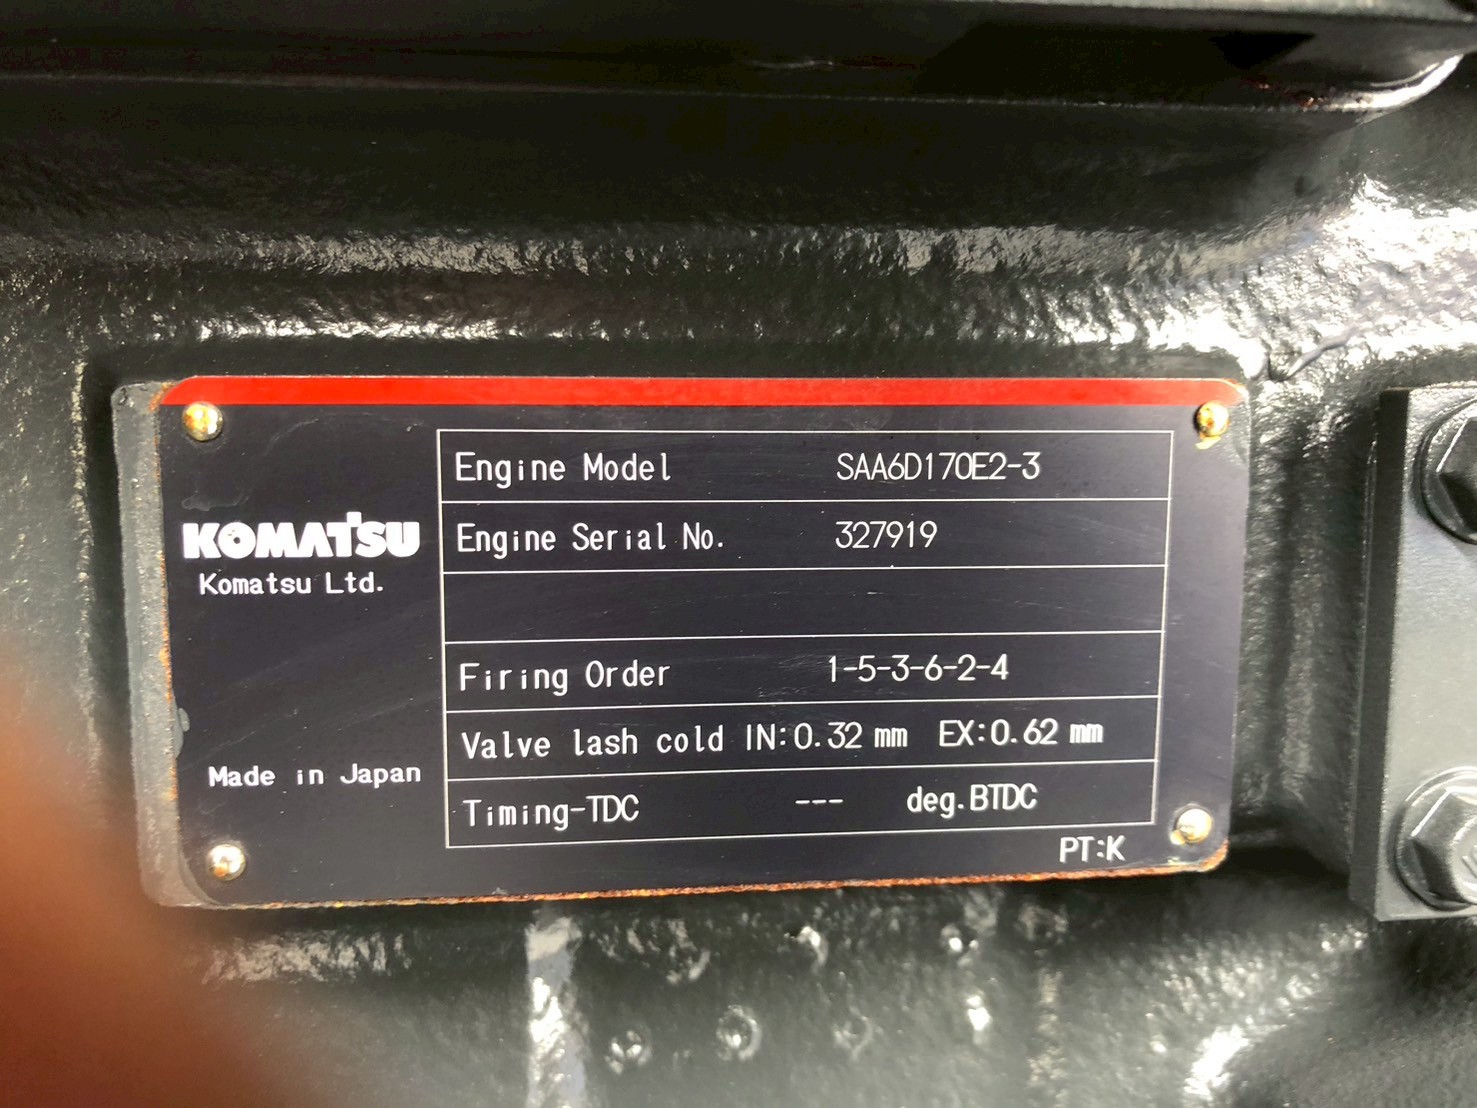 KOMATSU
Komatsu Ltd.
Made in Japan
Engine Model SAA6D170E2-3
Engine Serial No. 327919
Firing Order 1-5-3-6-2-4
Valve lash cold IN:0.32 mm EX:0.62 mm
Timing-TDC --- deg.BTDC
PT:K